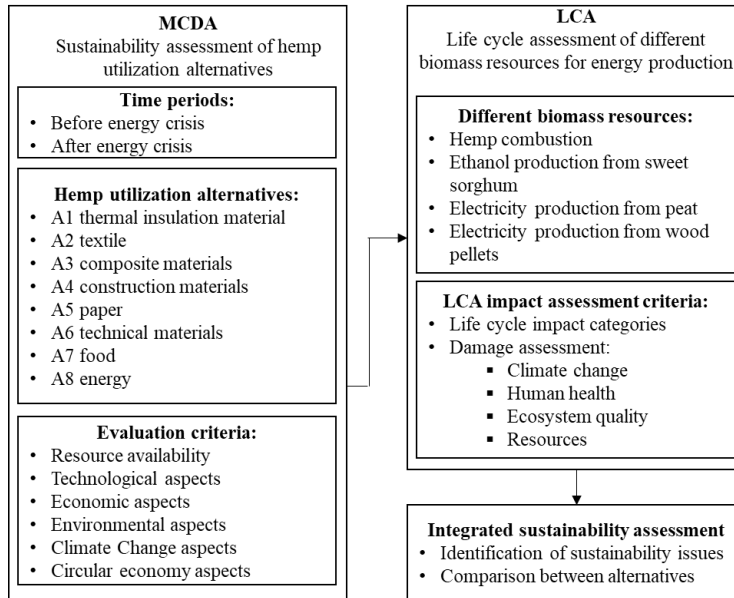 MCDA
Sustainability assessment of hemp
utilization alternatives
Time periods:
• Before energy crisis
• After energy crisis
Hemp utilization alternatives:
• A1 thermal insulation material
• A2 textile
• A3 composite materials
• A4 construction materials
• A5 paper
• A6 technical materials
• A7 food
• A8 energy
Evaluation criteria:
• Resource availability
• Technological aspects
• Economic aspects
• Environmental aspects
• Climate Change aspects
• Circular economy aspects
LCA
Life cycle assessment of different
biomass resources for energy production
Different biomass resources:
• Hemp combustion
• Ethanol production from sweet
sorghum
• Electricity production from peat
• Electricity production from wood
pellets
LCA impact assessment criteria:
• Life cycle impact categories
• Damage assessment:
▪ Climate change
▪ Human health
▪ Ecosystem quality
▪ Resources
Integrated sustainability assessment
• Identification of sustainability issues
• Comparison between alternatives